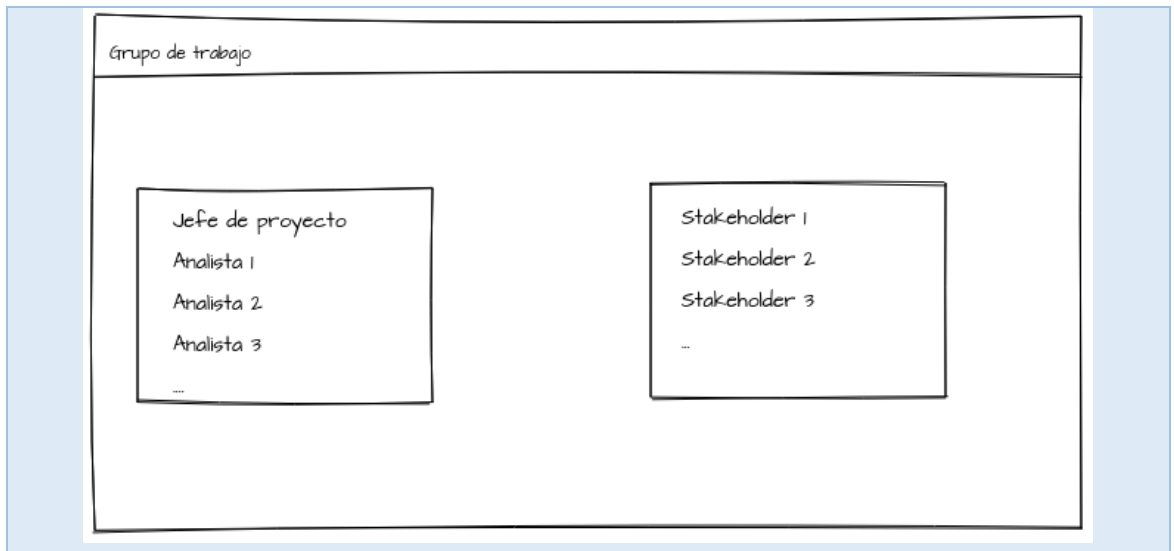 Grupo de trabajo
Jefe de proyecto
Analista 1
Analista 2
Analista 3
....
Stakeholder 1
Stakeholder 2
Stakeholder 3
...